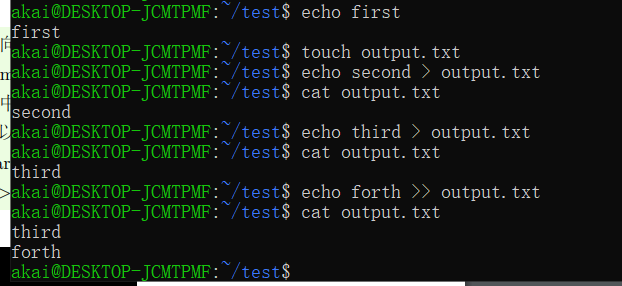 akai@DESKTOP-JCMTPMF:~/test$ echo first
first
akai@DESKTOP-JCMTPMF:~/test$ touch output.txt
akai@DESKTOP-JCMTPMF:~/test$ echo second > output.txt
akai@DESKTOP-JCMTPMF:~/test$ cat output.txt
second
akai@DESKTOP-JCMTPMF:~/test$ echo third > output.txt
akai@DESKTOP-JCMTPMF:~/test$ cat output.txt
third
akai@DESKTOP-JCMTPMF:~/test$ echo forth >> output.txt
akai@DESKTOP-JCMTPMF:~/test$ cat output.txt
third
forth
akai@DESKTOP-JCMTPMF:~/test$